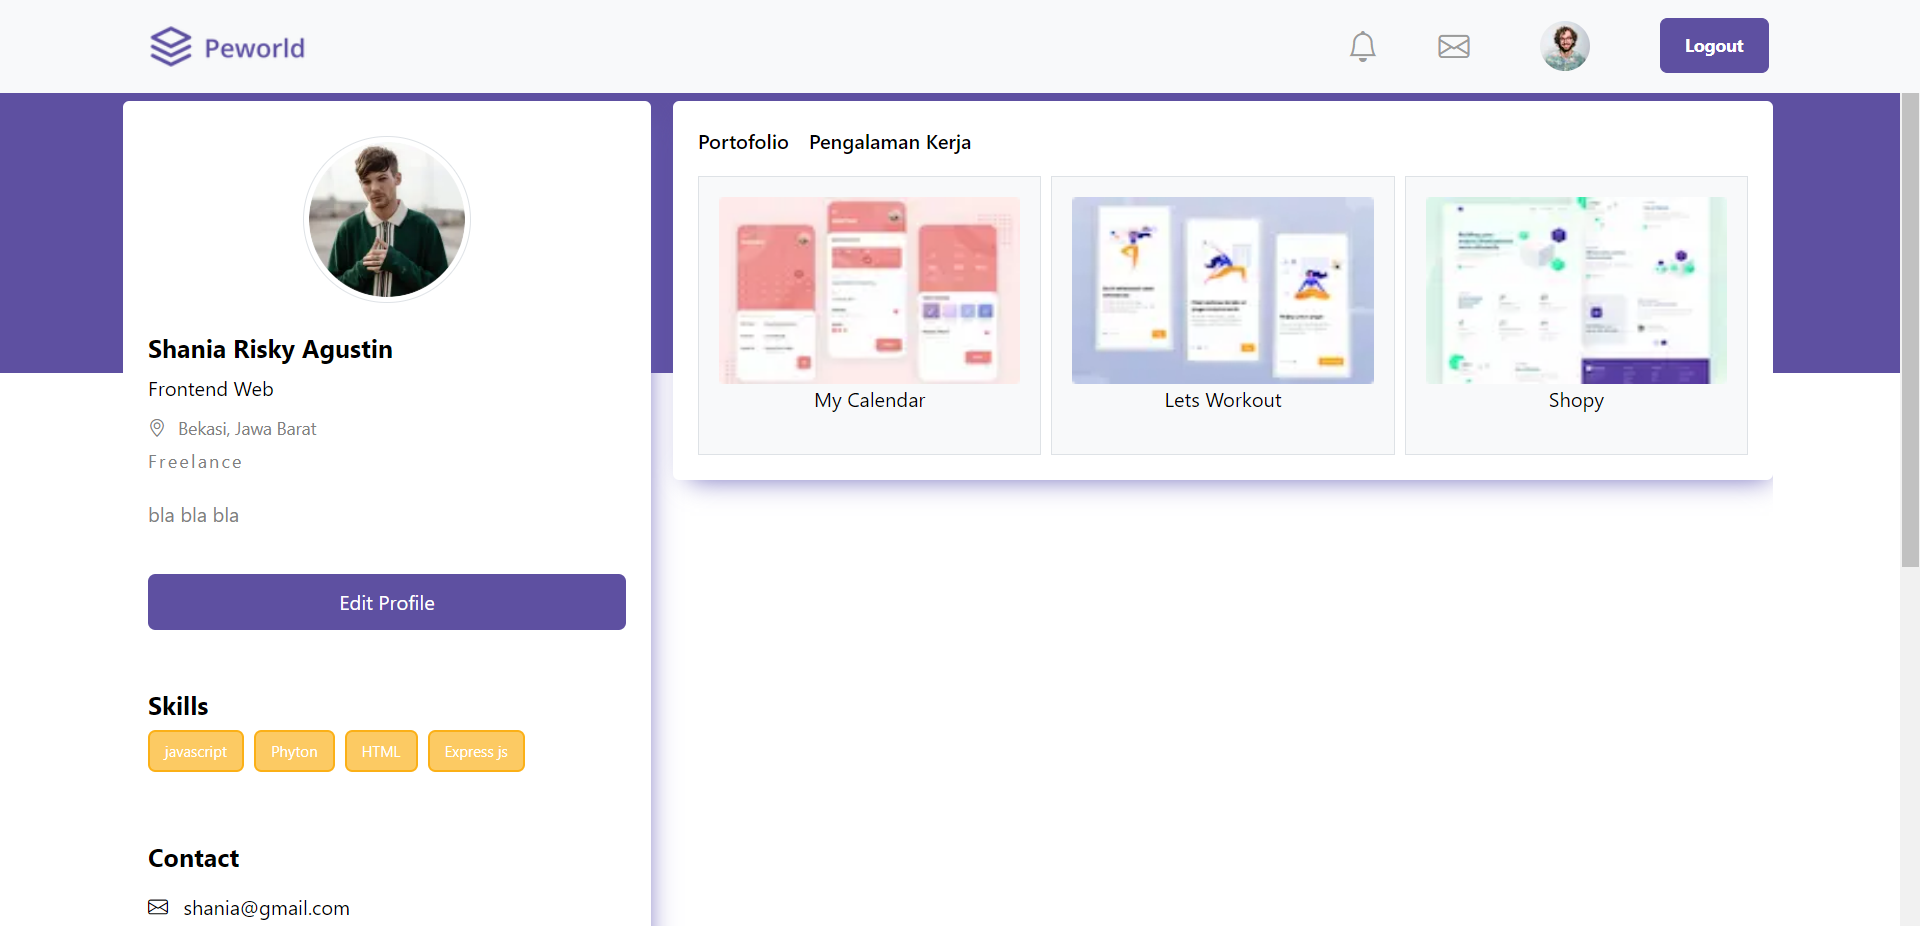 Peworld
Logout
Shania Risky Agustin
Frontend Web
Bekasi, Jawa Barat
Freelance
bla bla bla
Edit Profile
Skills
javascript
Phyton
HTML
Express js
Contact
shania@gmail.com
Portofolio
Pengalaman Kerja
My Calendar
Lets Workout
Shopy